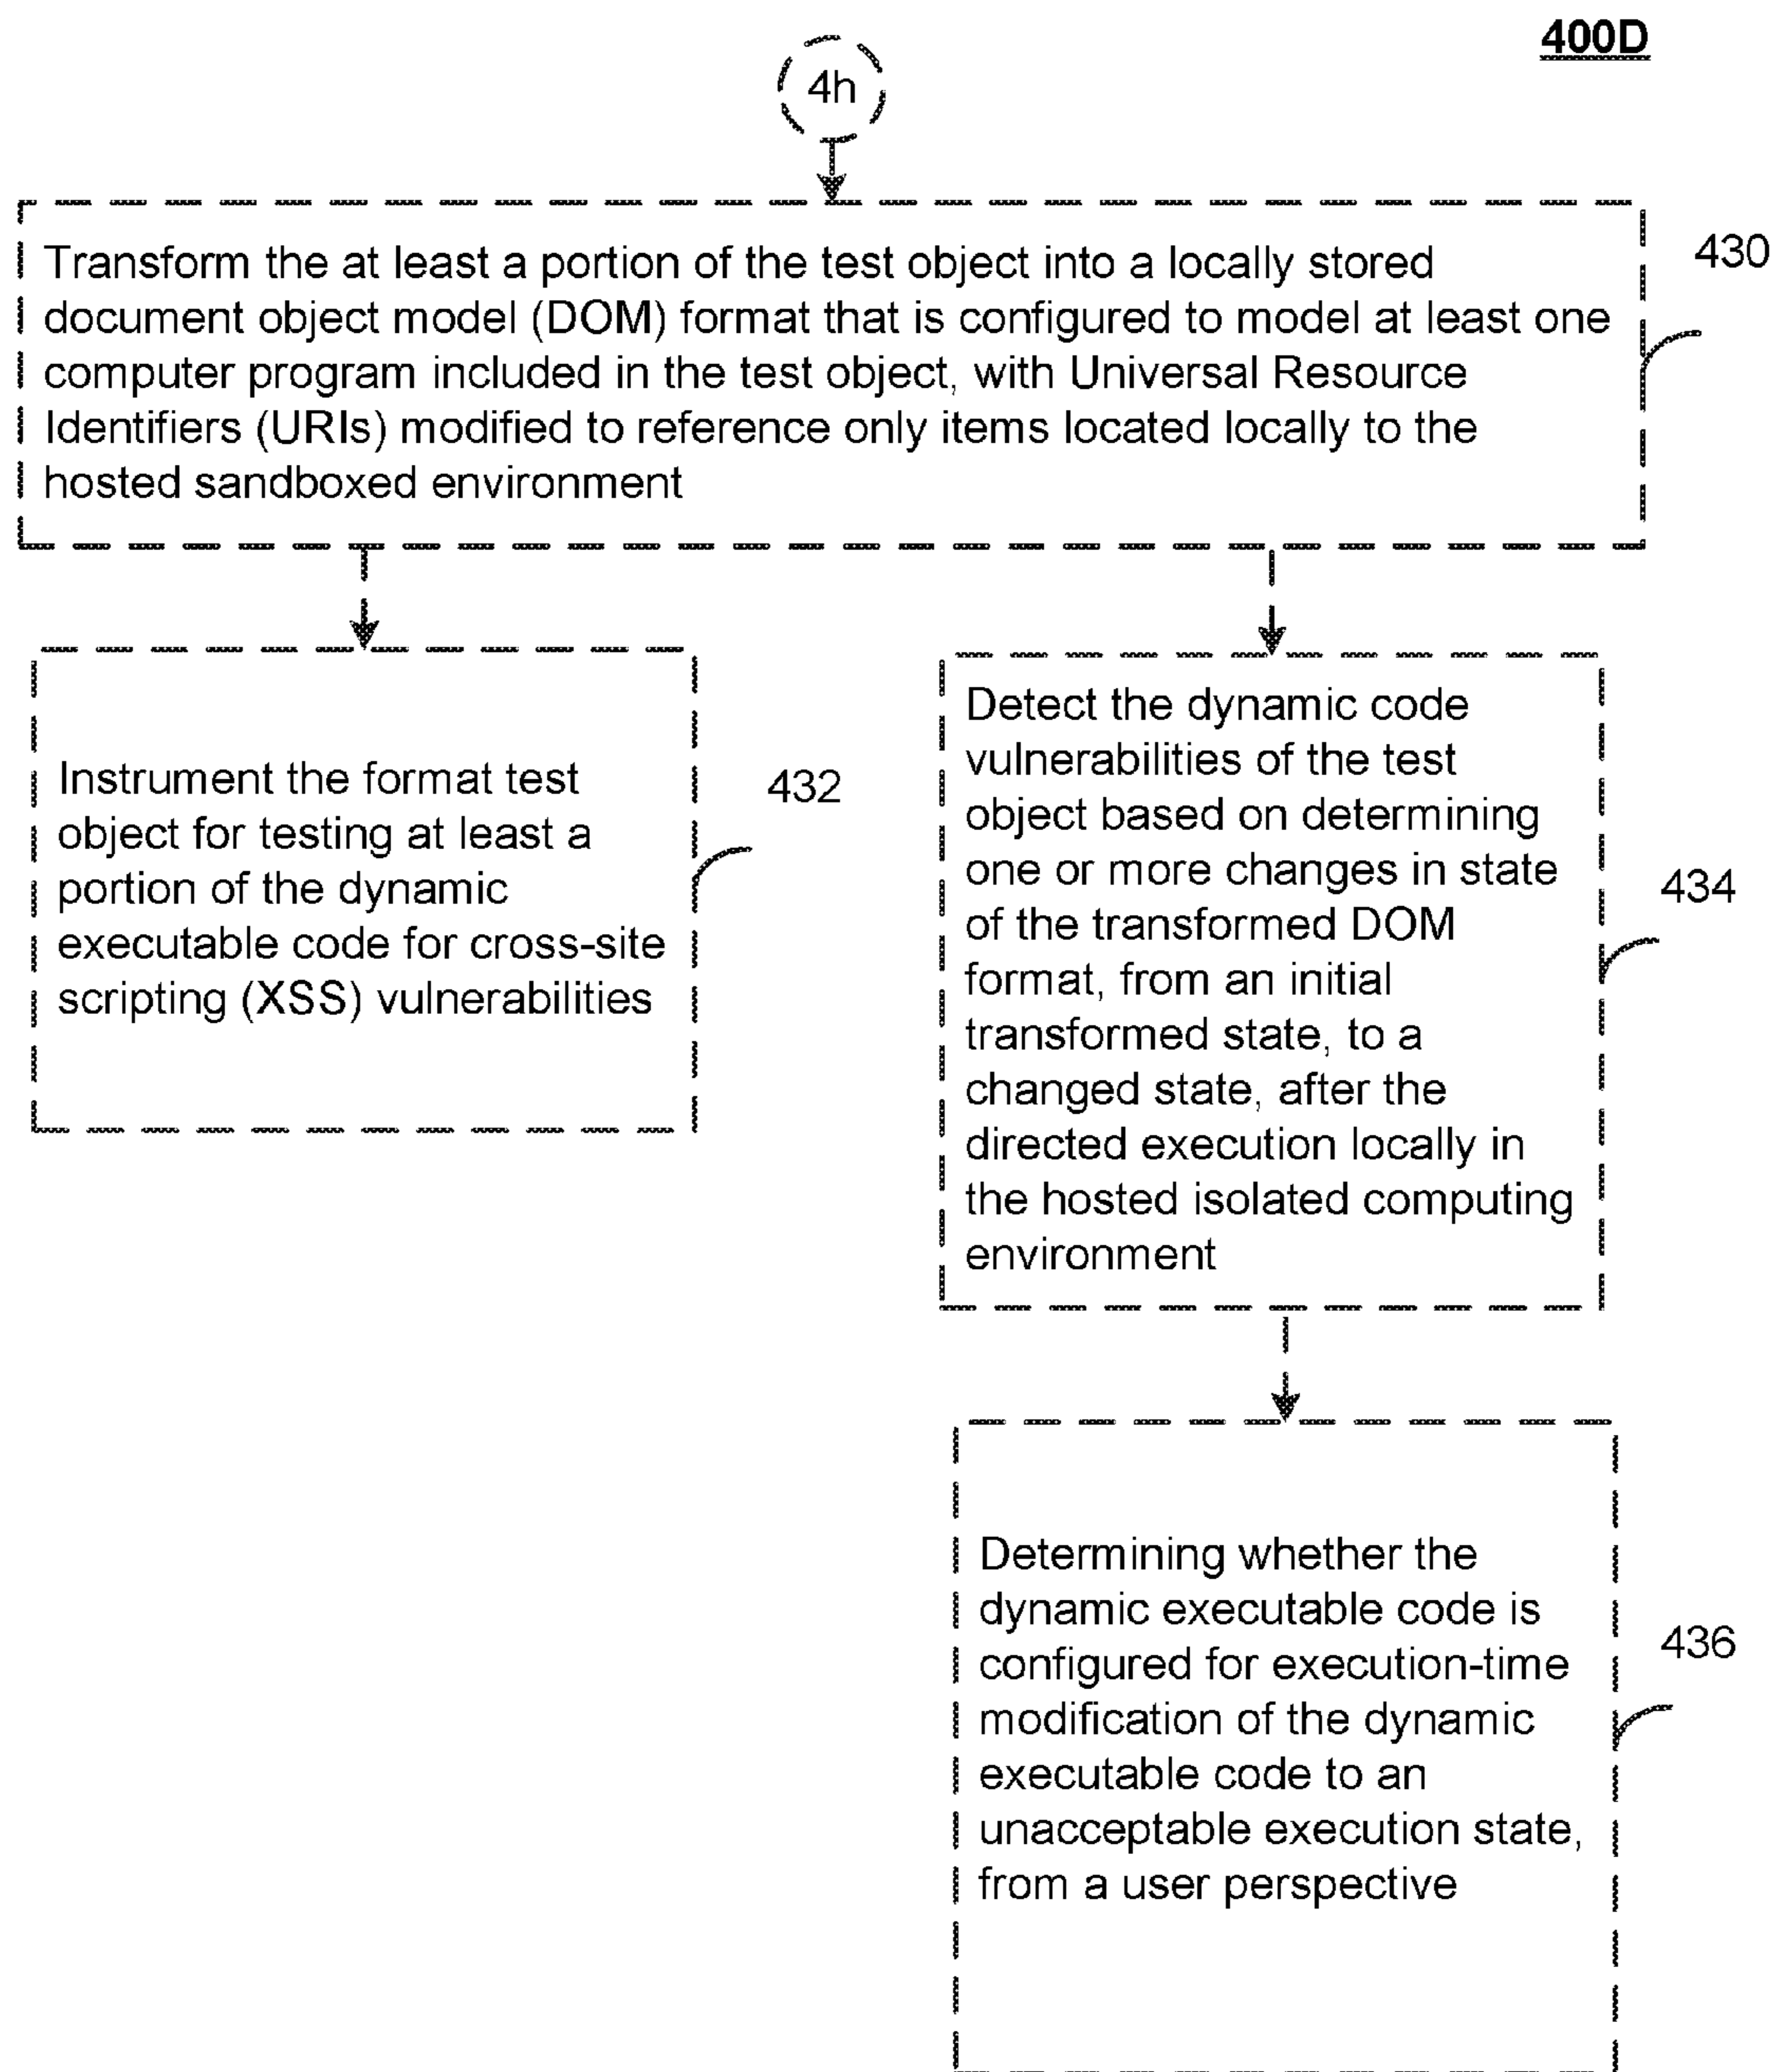 400D
4h
Transform the at least a portion of the test object into a locally stored
document object model (DOM) format that is configured to model at least one
computer program included in the test object, with Universal Resource
Identifiers (URIs) modified to reference only items located locally to the
hosted sandboxed environment
430
Instrument the format test
object for testing at least a
portion of the dynamic
executable code for cross-site
scripting (XSS) vulnerabilities
432
Detect the dynamic code
vulnerabilities of the test
object based on determining
one or more changes in state
of the transformed DOM
format, from an initial
transformed state, to a
changed state, after the
directed execution locally in
the hosted isolated computing
environment
434
Determining whether the
dynamic executable code is
configured for execution-time
modification of the dynamic
executable code to an
unacceptable execution state,
from a user perspective
436